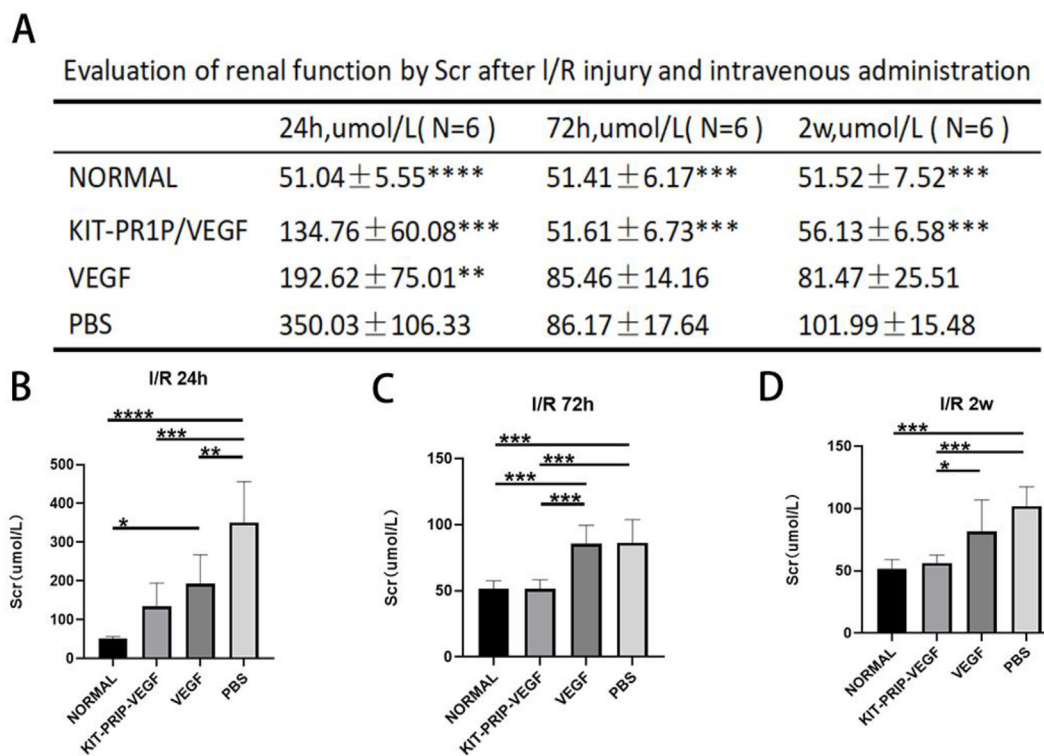 A
Evaluation of renal function by Scr after I/R injury and intravenous administration
24h,umol/L( N=6 ) 72h,umol/L( N=6 ) 2w,umol/L ( N=6 )
NORMAL 51.04±5.55**** 51.41±6.17*** 51.52±7.52***
KIT-PR1P/VEGF 134.76±60.08*** 51.61±6.73*** 56.13±6.58***
VEGF 192.62±75.01** 85.46±14.16 81.47±25.51
PBS 350.03±106.33 86.17±17.64 101.99±15.48
B
I/R 24h
****
***
**
*
500
400
300
200
100
0
Scr(umol/L)
NORMAL
KIT-PRIP-VEGF
VEGF
PBS
C
I/R 72h
***
***
***
***
150
100
50
0
Scr(umol/L)
NORMAL
KIT-PRIP-VEGF
VEGF
PBS
D
I/R 2w
***
***
*
150
100
50
0
Scr(umol/L)
NORMAL
KIT-PRIP-VEGF
VEGF
PBS